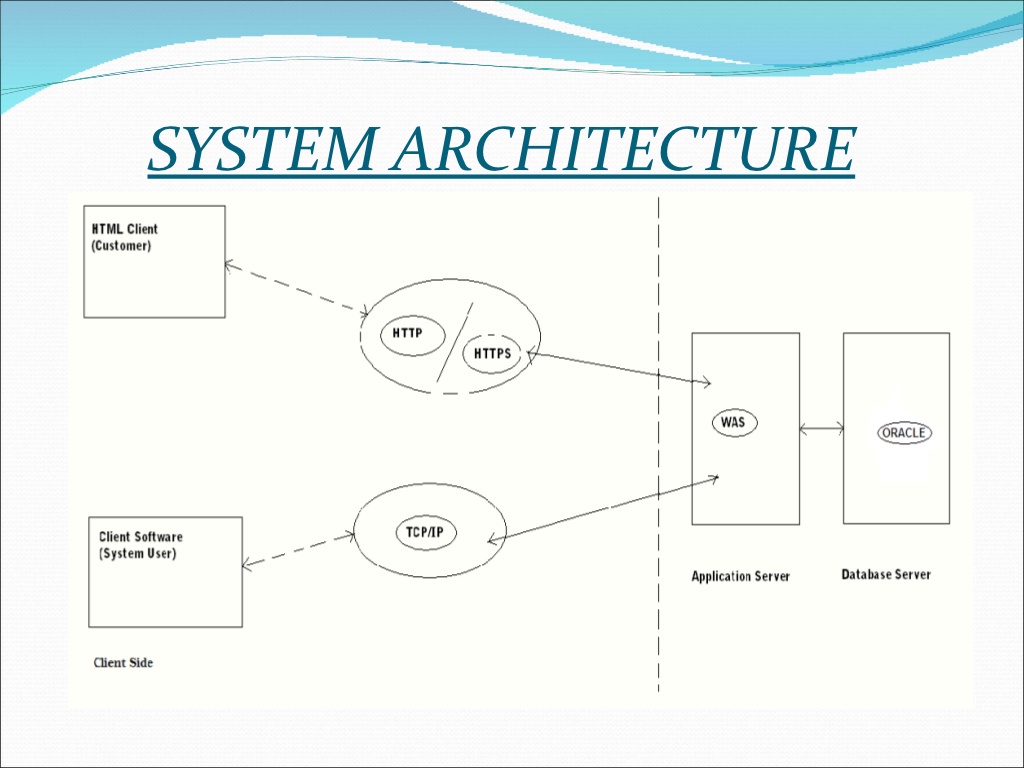 SYSTEM ARCHITECTURE
HTML Client
(Customer)
HTTP
HTTPS
WAS
ORACLE
Client Software
(System User)
TCP/IP
Application Server
Database Server
Client Side